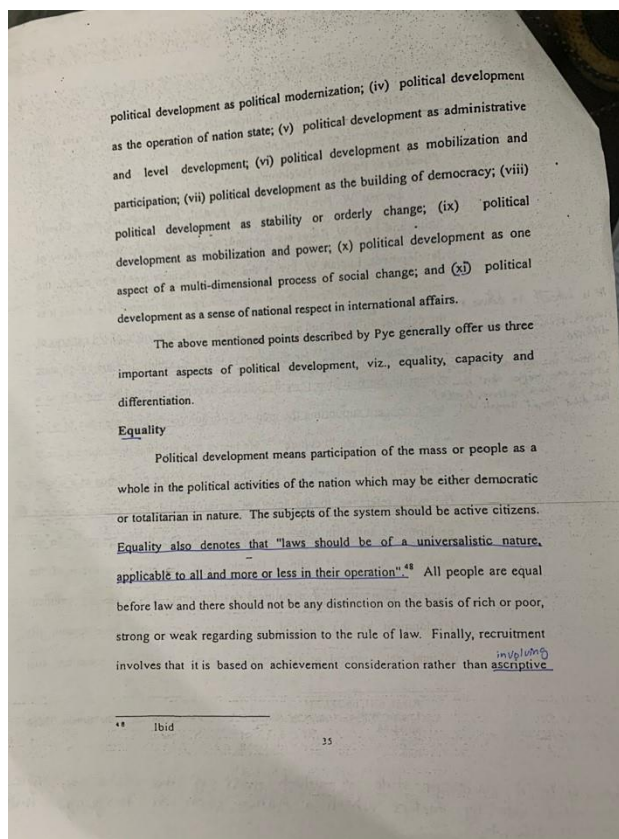 political development as political modernization; (iv) political development
as the operation of nation state; (v) political development as administrative
and level development; (vi) political development as mobilization and
participation; (vii) political development as the building of democracy; (viii)
political development as stability or orderly change; (ix) political
development as mobilization and power; (x) political development as one
aspect of a multi-dimensional process of social change; and (xi) political
development as a sense of national respect in international affairs.
The above mentioned points described by Pye generally offer us three
important aspects of political development, viz., equality, capacity and
differentiation.
Equality
Political development means participation of the mass or people as a
whole in the political activities of the nation which may be either democratic
or totalitarian in nature. The subjects of the system should be active citizens.
Equality also denotes that "laws should be of a universalistic nature,
applicable to all and more or less in their operation".48 All people are equal
before law and there should not be any distinction on the basis of rich or poor,
strong or weak regarding submission to the rule of law. Finally, recruitment
involving
involves that it is based on achievement consideration rather than ascriptive
48 Ibid
35